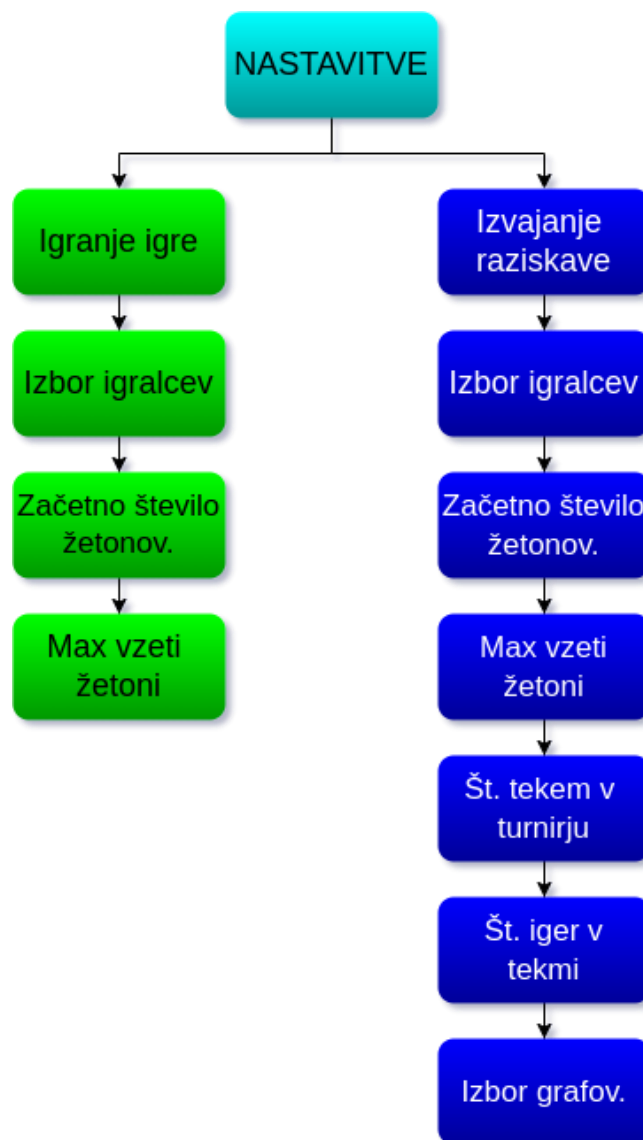 NASTAVITVE
Igranje igre
Izbor igralcev
Začetno število
žetonov.
Max vzeti
žetoni
Izvajanje
raziskave
Izbor igralcev
Začetno število
žetonov.
Max vzeti
žetoni
Št. tekem v
turnirju
Št. iger v
tekmi
Izbor grafov.